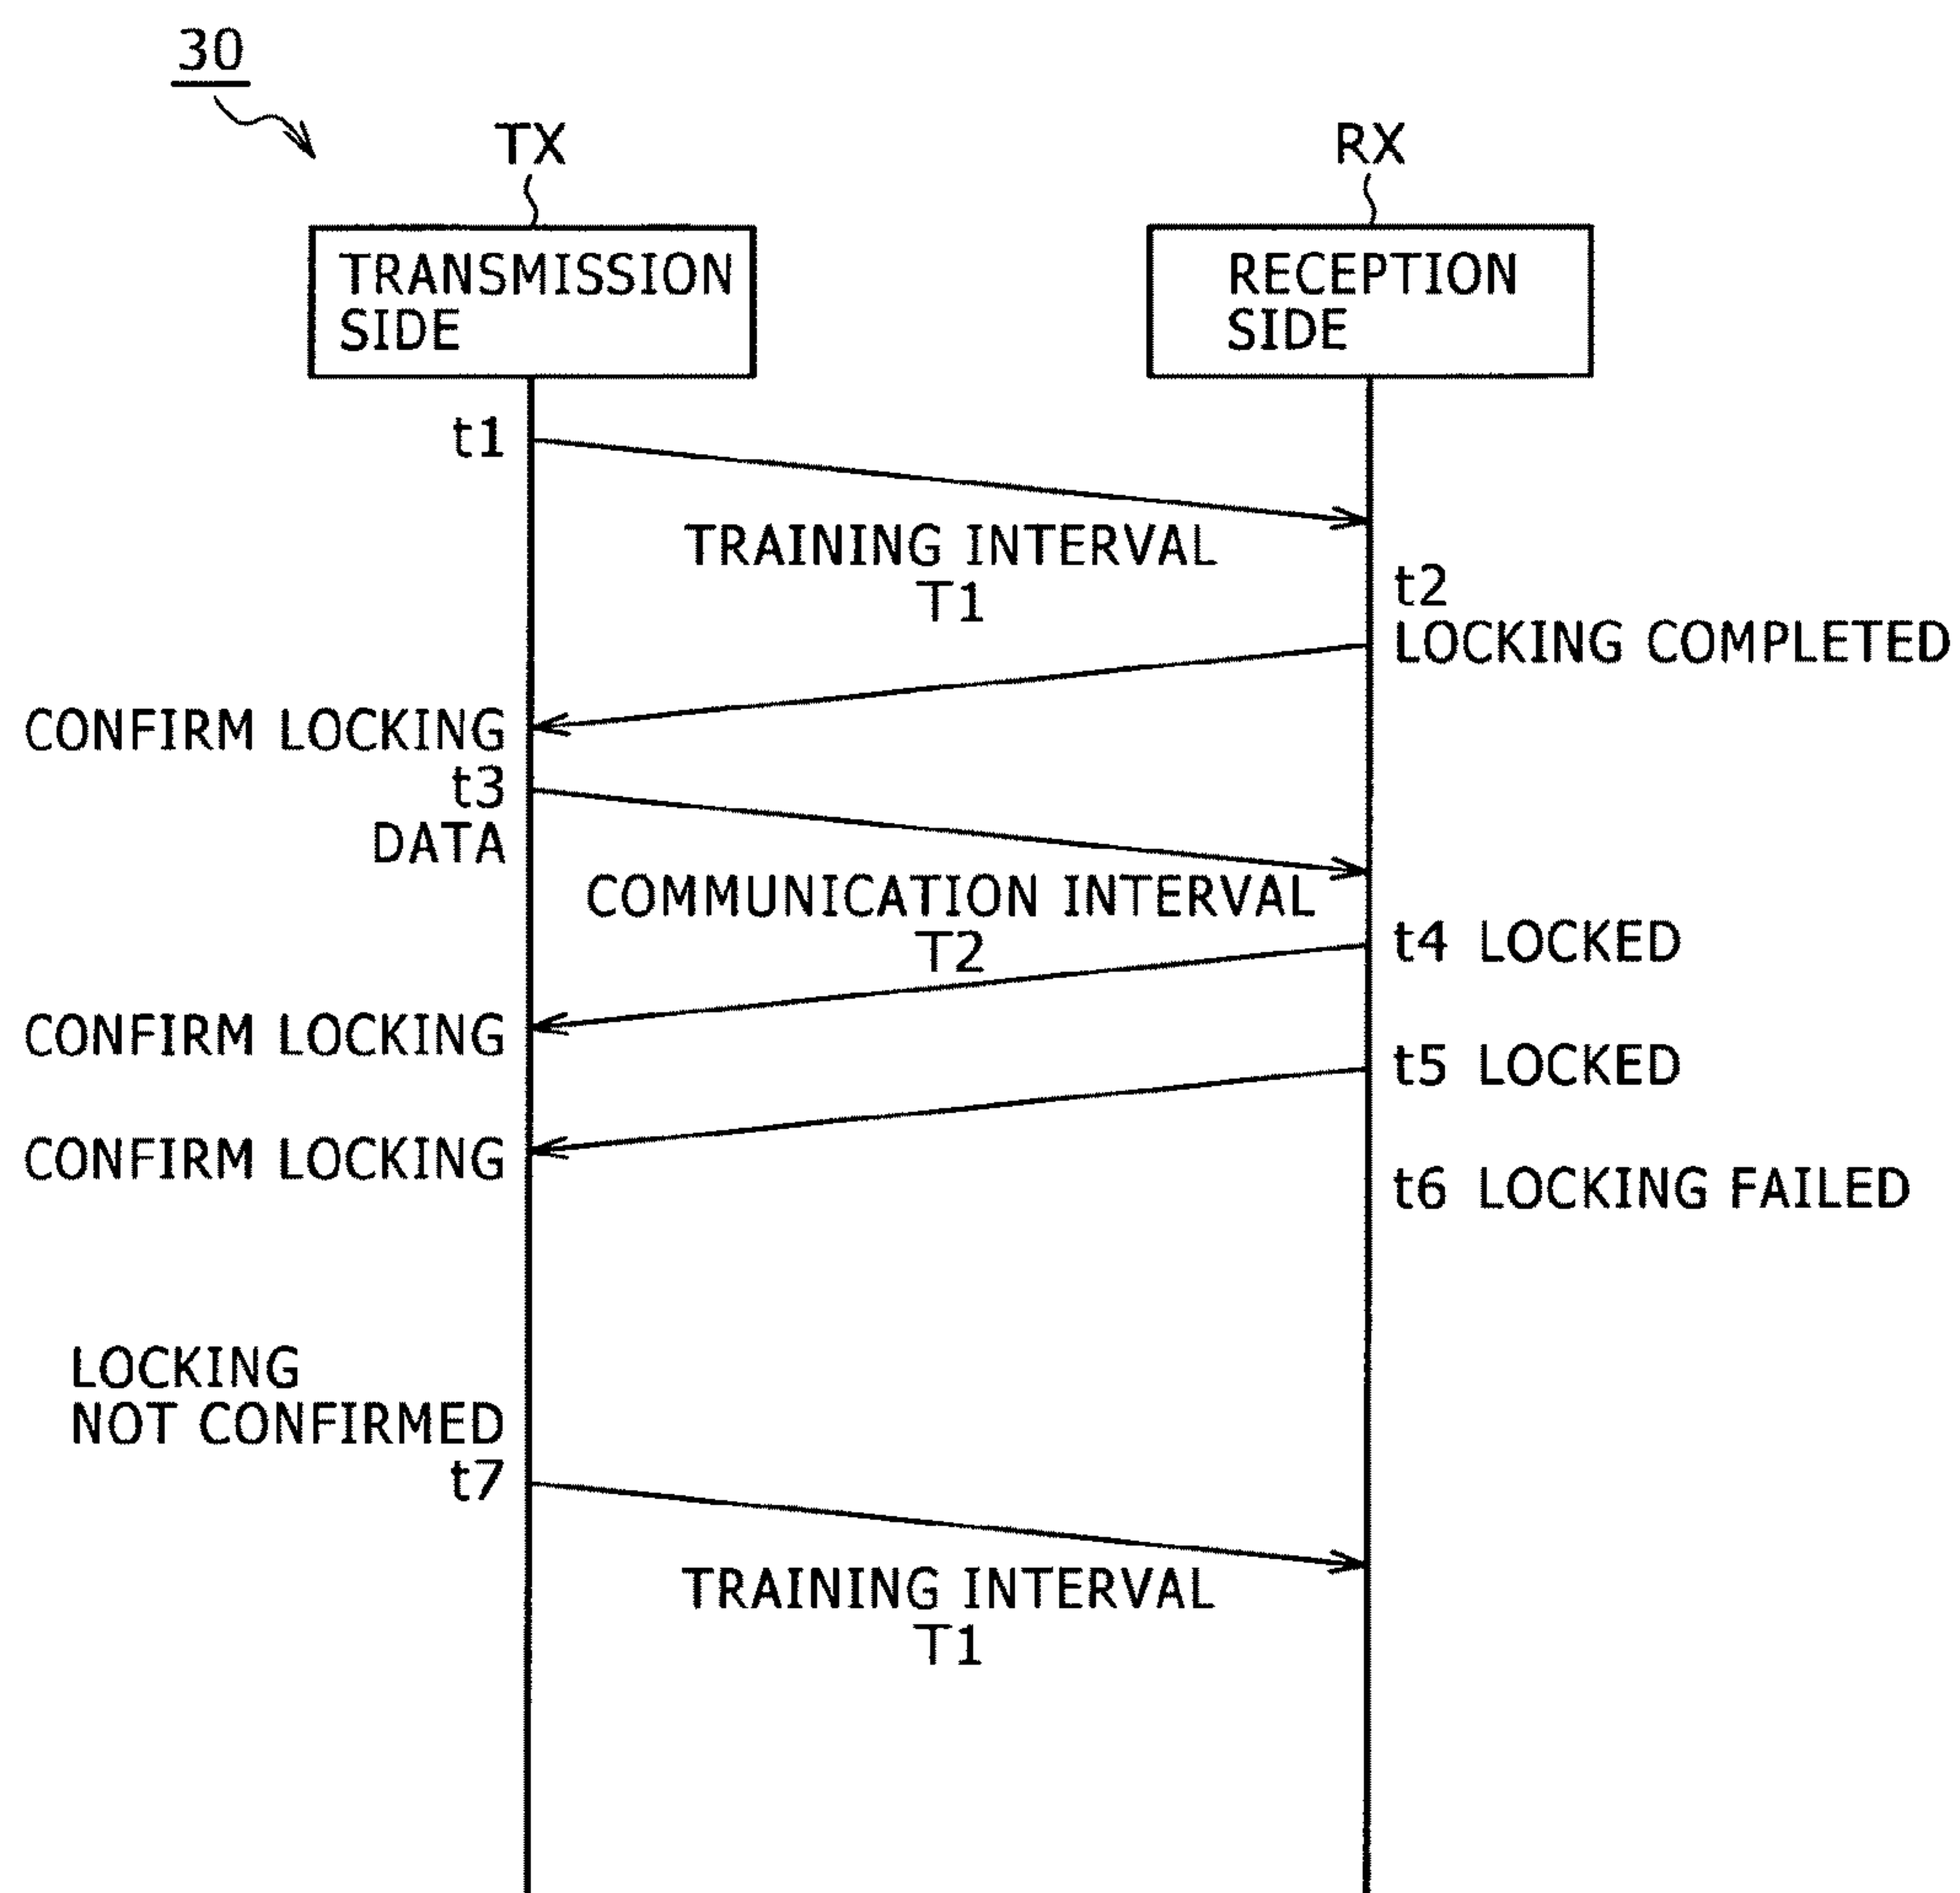 30
TX
RX
TRANSMISSION
SIDE
RECEPTION
SIDE
t1
TRAINING INTERVAL
T1
t2
LOCKING COMPLETED
CONFIRM LOCKING
t3
DATA
COMMUNICATION INTERVAL
T2
t4 LOCKED
CONFIRM LOCKING
t5 LOCKED
CONFIRM LOCKING
t6 LOCKING FAILED
LOCKING
NOT CONFIRMED
t7
TRAINING INTERVAL
T1